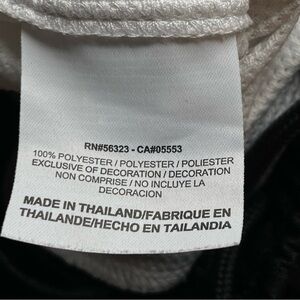 RN#56323 - CA#05553
100% POLYESTER / POLYESTER / POLIESTER
EXCLUSIVE OF DECORATION / DECORATION
NON COMPRISE / NO INCLUYE LA
DECORACION
MADE IN THAILAND/FABRIQUE EN
THAILANDE/HECHO EN TAILANDIA